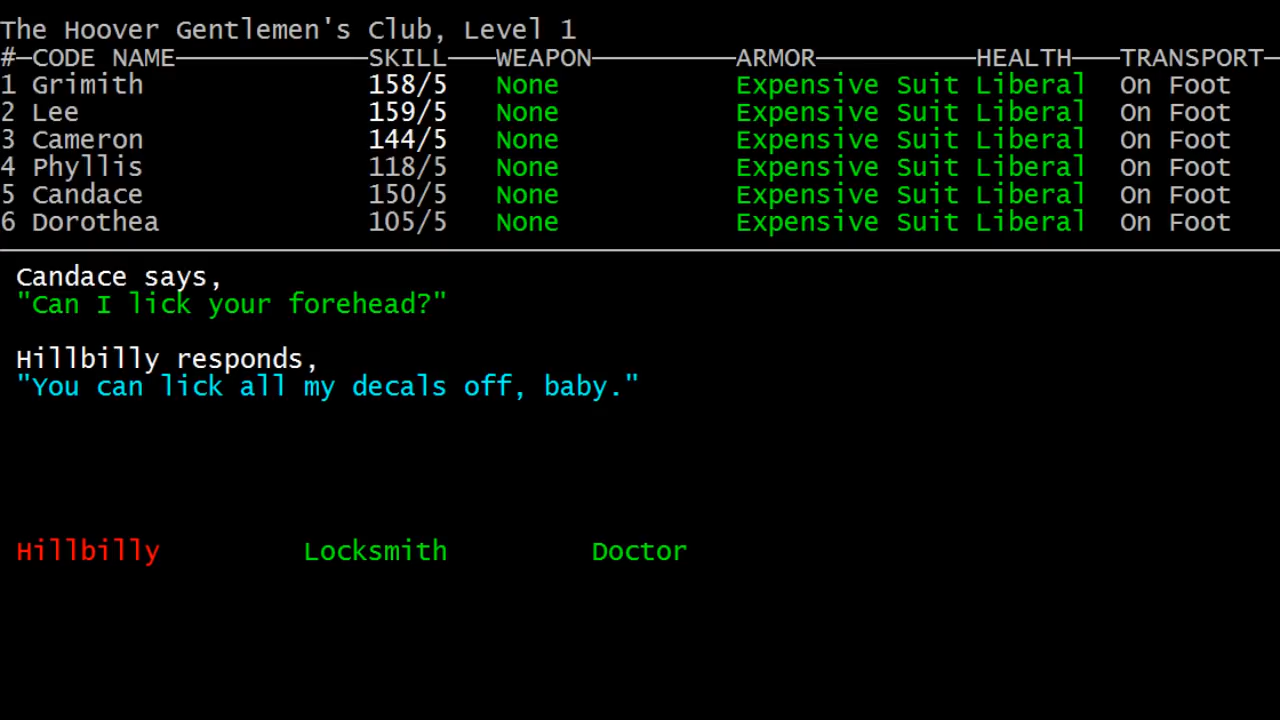 The Hoover Gentlemen's Club, Level 1
#—CODE NAME————————————SKILL———WEAPON—————————ARMOR——————————HEALTH———TRANSPORT—
1 Grimith 158/5 None Expensive Suit Liberal On Foot
2 Lee 159/5 None Expensive Suit Liberal On Foot
3 Cameron 144/5 None Expensive Suit Liberal On Foot
4 Phyllis 118/5 None Expensive Suit Liberal On Foot
5 Candace 150/5 None Expensive Suit Liberal On Foot
6 Dorothea 105/5 None Expensive Suit Liberal On Foot
Candace says,
"Can I lick your forehead?"
Hillbilly responds,
"You can lick all my decals off, baby."
Hillbilly Locksmith Doctor